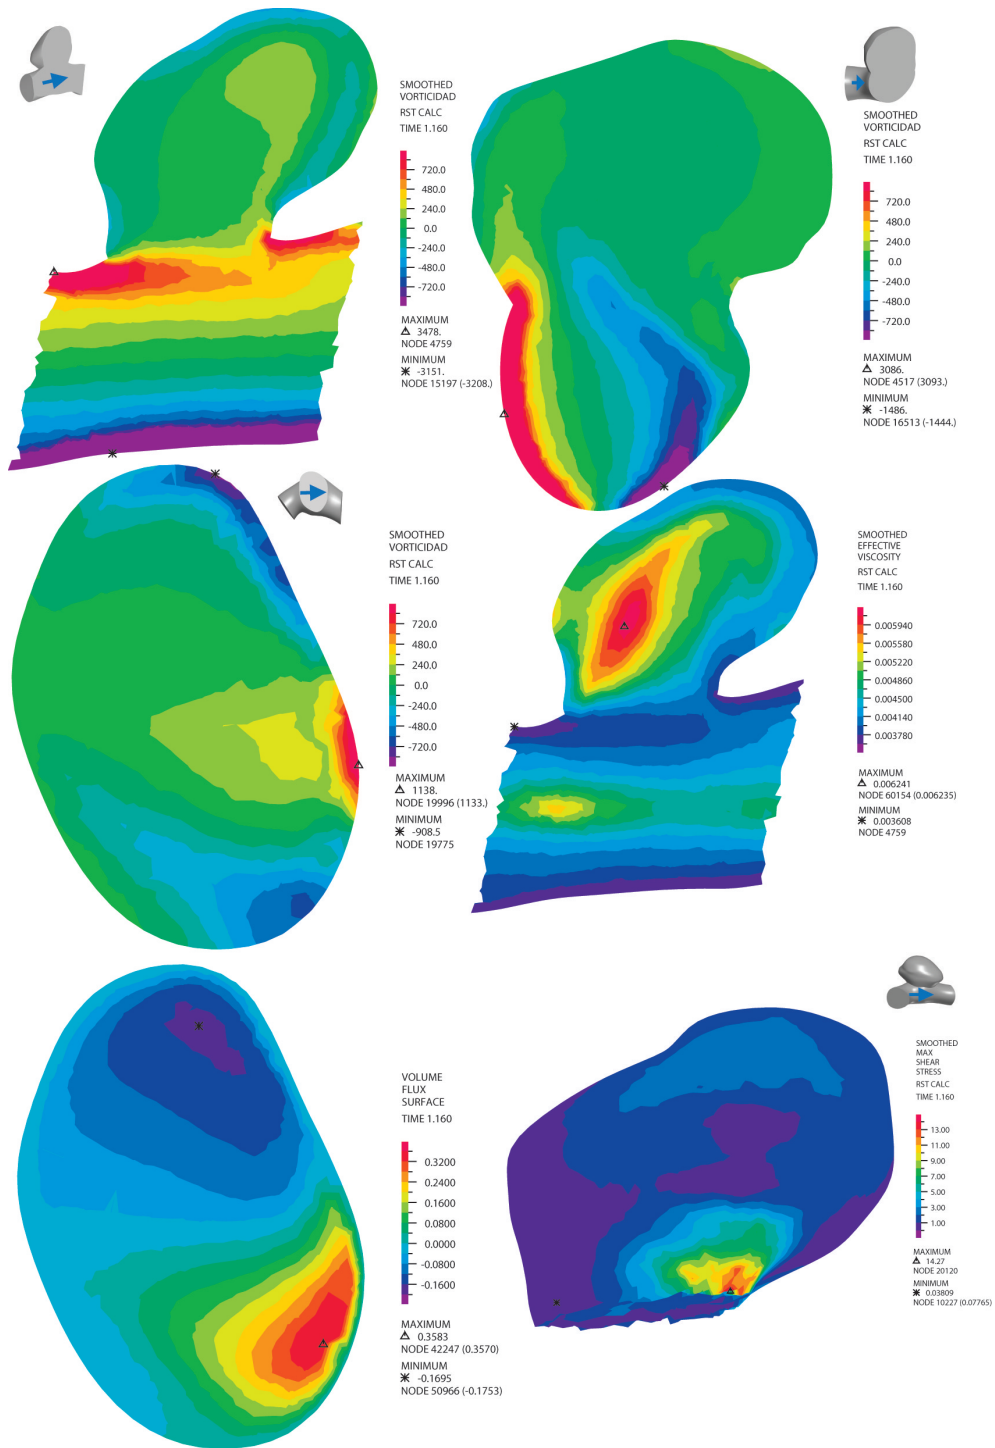 SMOOTHED
VORTICIDAD
RST CALC
TIME 1.160
720.0
480.0
240.0
0.0
-240.0
-480.0
-720.0
MAXIMUM
3478.
NODE 4759
MINIMUM
-3151.
NODE 15197 (-3208.)
SMOOTHED
VORTICIDAD
RST CALC
TIME 1.160
720.0
480.0
240.0
0.0
-240.0
-480.0
-720.0
MAXIMUM
3086.
NODE 4517 (3093.)
MINIMUM
-1486.
NODE 16513 (-1444.)
SMOOTHED
VORTICIDAD
RST CALC
TIME 1.160
720.0
480.0
240.0
0.0
-240.0
-480.0
-720.0
MAXIMUM
1138.
NODE 19996 (1133.)
MINIMUM
-908.5
NODE 19775
SMOOTHED
EFFECTIVE
VISCOSITY
RST CALC
TIME 1.160
0.005940
0.005580
0.005220
0.004860
0.004500
0.004140
0.003780
MAXIMUM
0.006241
NODE 60154 (0.006235)
MINIMUM
0.003608
NODE 4759
VOLUME
FLUX
SURFACE
TIME 1.160
0.3200
0.2400
0.1600
0.0800
0.0000
-0.0800
-0.1600
MAXIMUM
0.3583
NODE 42247 (0.3570)
MINIMUM
-0.1695
NODE 50966 (-0.1753)
SMOOTHED
MAX
SHEAR
STRESS
RST CALC
TIME 1.160
13.00
11.00
9.00
7.00
5.00
3.00
1.00
MAXIMUM
14.27
NODE 20120
MINIMUM
0.03809
NODE 10227 (0.07765)